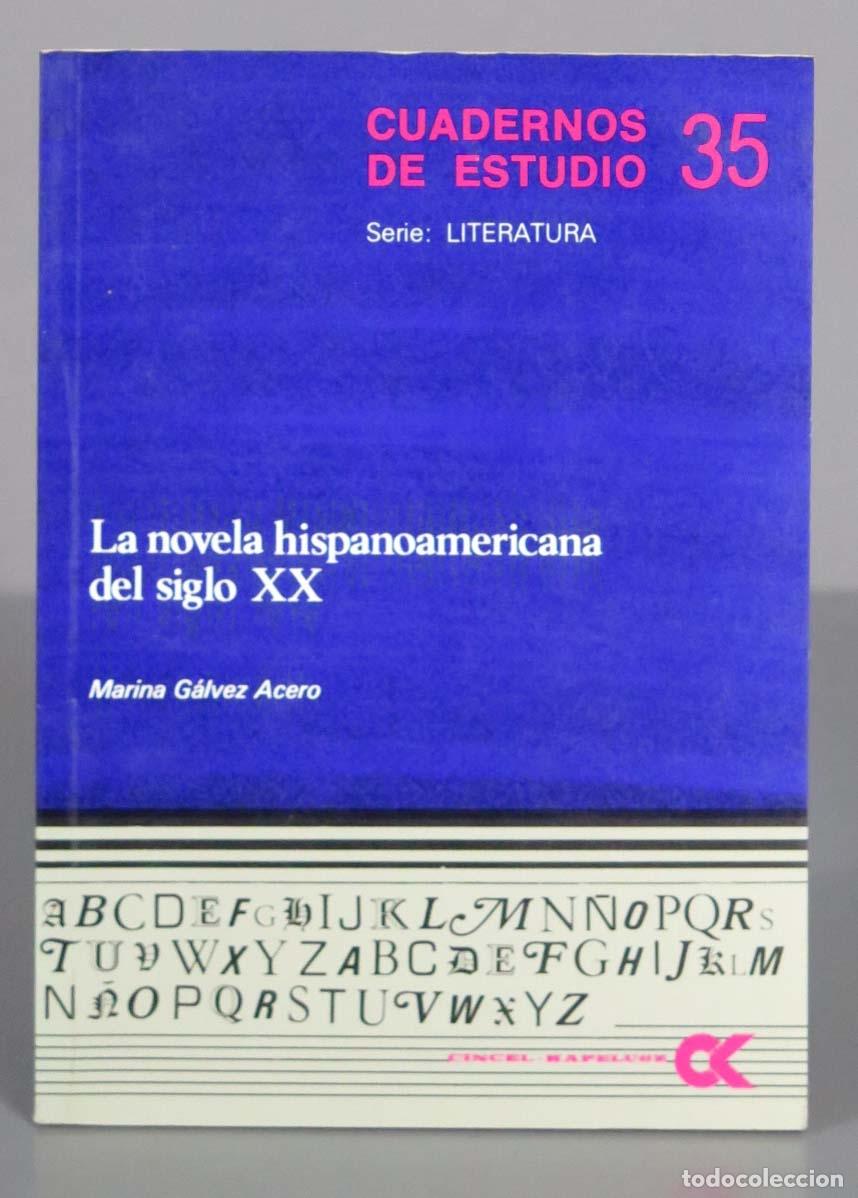 CUADERNOS
DE ESTUDIO 35
Serie: LITERATURA
La novela hispanoamericana
del siglo XX
Marina Gálvez Acero
ABCDEFGHIJKLMNÑOPQRS
TUVWXYZABCDEFGHIJKLM
NÑOPQRSTUVWXYZ
CINCEL-KAPELUSZ CK
todocoleccion